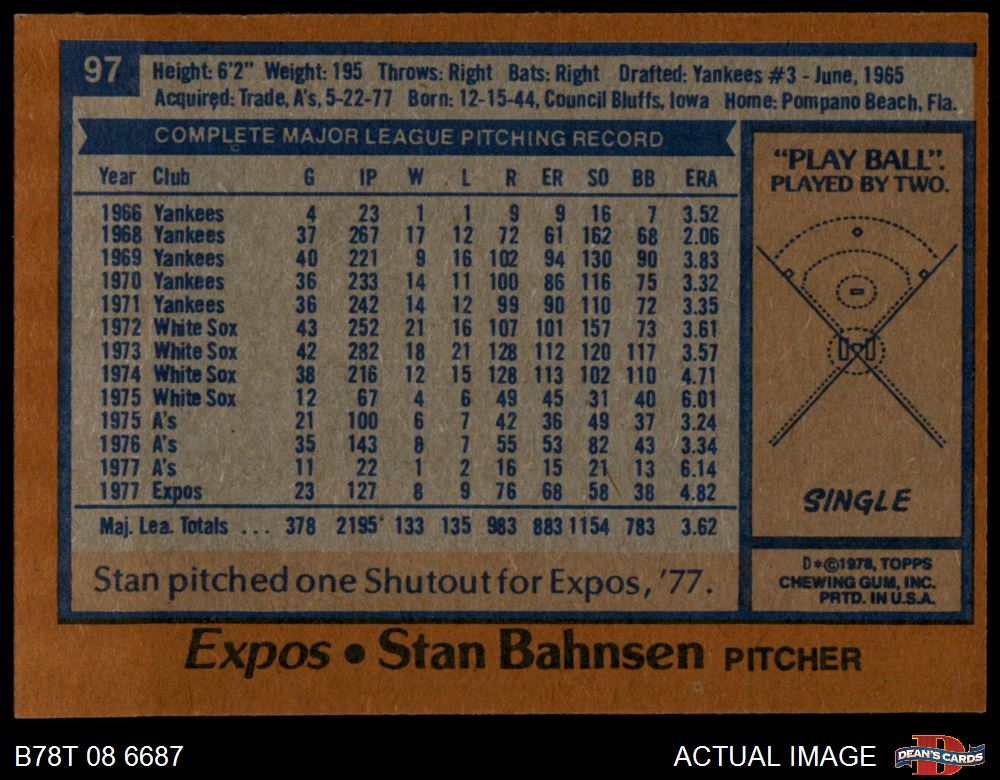 97
Height: 6'2" Weight: 195 Throws: Right Bats: Right Drafted: Yankees #3 - June, 1965
Acquired: Trade, A's, 5-22-77 Born: 12-15-44, Council Bluffs, Iowa Home: Pompano Beach, Fla.
COMPLETE MAJOR LEAGUE PITCHING RECORD
Year Club G IP W L R ER SO BB ERA
1966 Yankees 4 23 1 1 9 9 16 7 3.52
1968 Yankees 37 267 17 12 72 61 162 68 2.06
1969 Yankees 40 221 9 16 102 94 130 90 3.83
1970 Yankees 36 233 14 11 100 86 116 75 3.32
1971 Yankees 36 242 14 12 99 90 110 72 3.35
1972 White Sox 43 252 21 16 107 101 157 73 3.61
1973 White Sox 42 282 18 21 128 112 120 117 3.57
1974 White Sox 38 216 12 15 128 113 102 110 4.71
1975 White Sox 12 67 4 6 49 45 31 40 6.01
1975 A's 21 100 6 7 42 36 49 37 3.24
1976 A's 35 143 8 7 55 53 82 43 3.34
1977 A's 11 22 1 2 16 15 21 13 6.14
1977 Expos 23 127 8 9 76 68 58 38 4.82
Maj. Lea. Totals ... 378 2195 133 135 983 883 1154 783 3.62
Stan pitched one Shutout for Expos, '77.
"PLAY BALL".
PLAYED BY TWO.
SINGLE
D*©1978, TOPPS
CHEWING GUM, INC.
PRTD. IN U.S.A.
Expos • Stan Bahnsen PITCHER
B78T 08 6687
ACTUAL IMAGE
D
DEAN'S CARDS